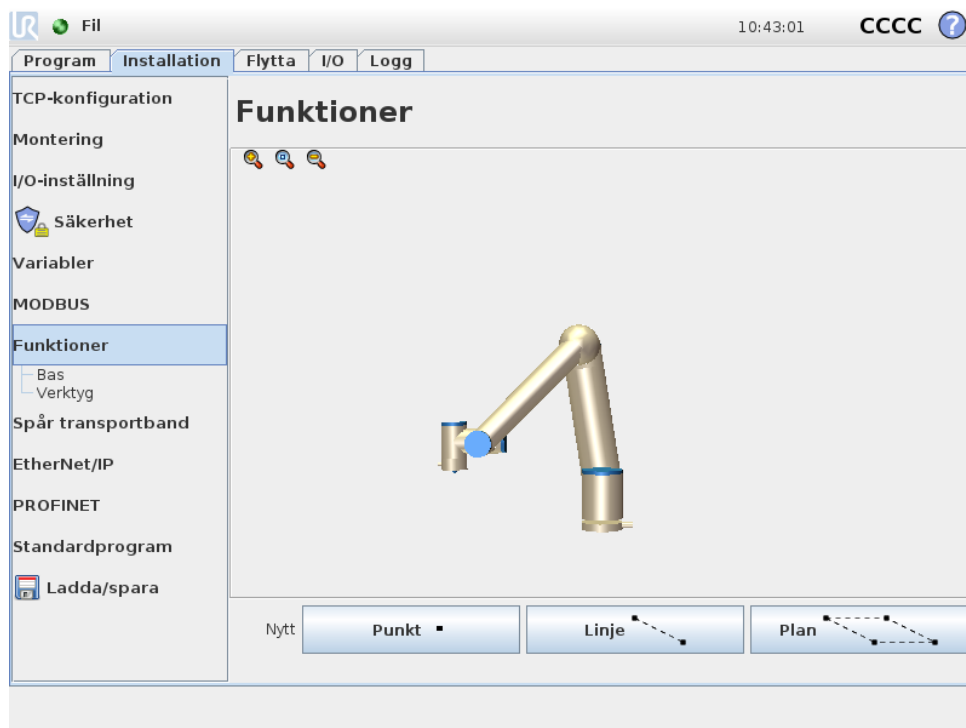 UR Fil 10:43:01 CCCC ?
Program Installation Flytta I/O Logg
TCP-konfiguration
Montering
I/O-inställning
Säkerhet
Variabler
MODBUS
Funktioner
Bas
Verktyg
Spår transportband
EtherNet/IP
PROFINET
Standardprogram
Ladda/spara
Funktioner
Nytt Punkt Linje Plan